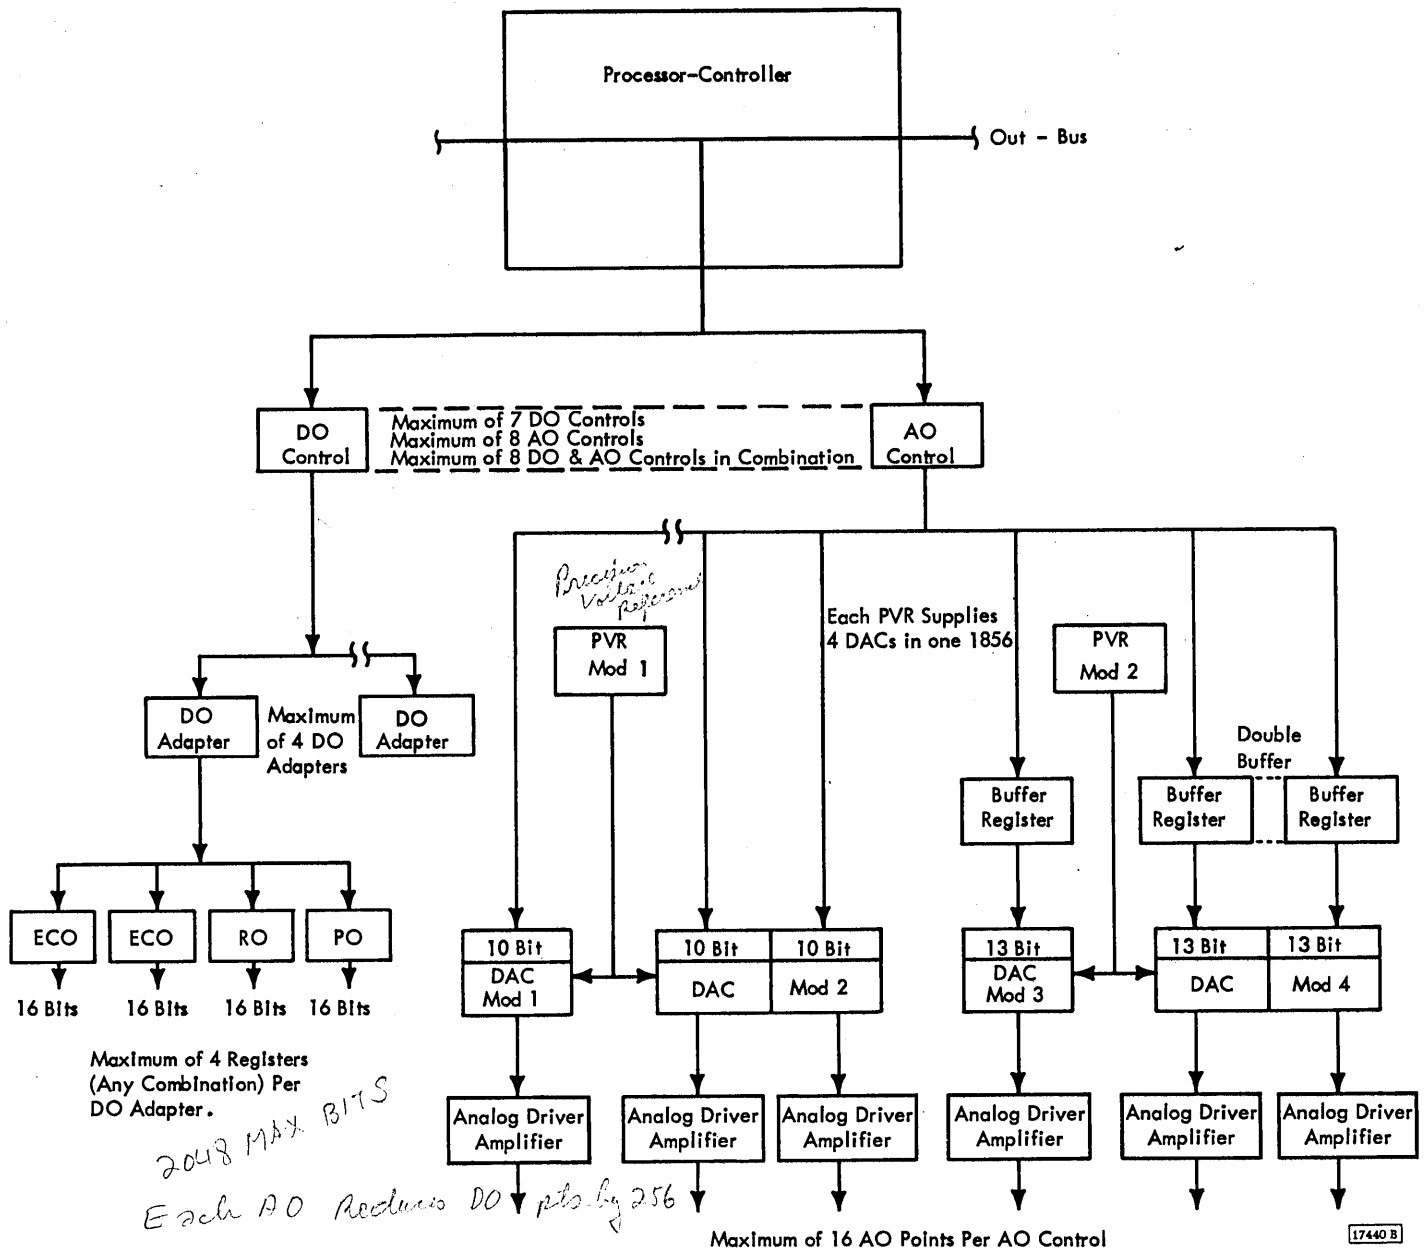 Processor-Controller
Out - Bus
DO
Control
Maximum of 7 DO Controls
Maximum of 8 AO Controls
Maximum of 8 DO & AO Controls in Combination
AO
Control
Precision
Voltage
Reference
PVR
Mod 1
Each PVR Supplies
4 DACs in one 1856
PVR
Mod 2
DO
Adapter
Maximum
of 4 DO
Adapters
DO
Adapter
Double
Buffer
Buffer
Register
Buffer
Register
Buffer
Register
ECO
ECO
RO
PO
16 Bits
16 Bits
16 Bits
16 Bits
10 Bit
DAC
Mod 1
10 Bit
10 Bit
DAC
Mod 2
13 Bit
DAC
Mod 3
13 Bit
13 Bit
DAC
Mod 4
Maximum of 4 Registers
(Any Combination) Per
DO Adapter.
2048 MAX BITS
Each AO Reduces DO pts. by 256
Analog Driver
Amplifier
Analog Driver
Amplifier
Analog Driver
Amplifier
Analog Driver
Amplifier
Analog Driver
Amplifier
Analog Driver
Amplifier
Maximum of 16 AO Points Per AO Control
17440 B